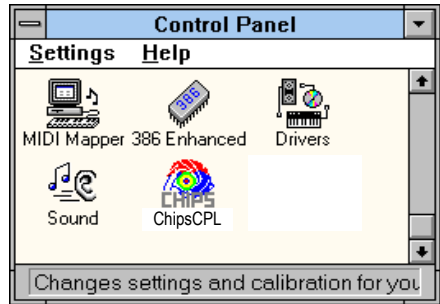 Control Panel
Settings Help
386
MIDI Mapper 386 Enhanced Drivers
CHIPS
Sound ChipsCPL
Changes settings and calibration for you